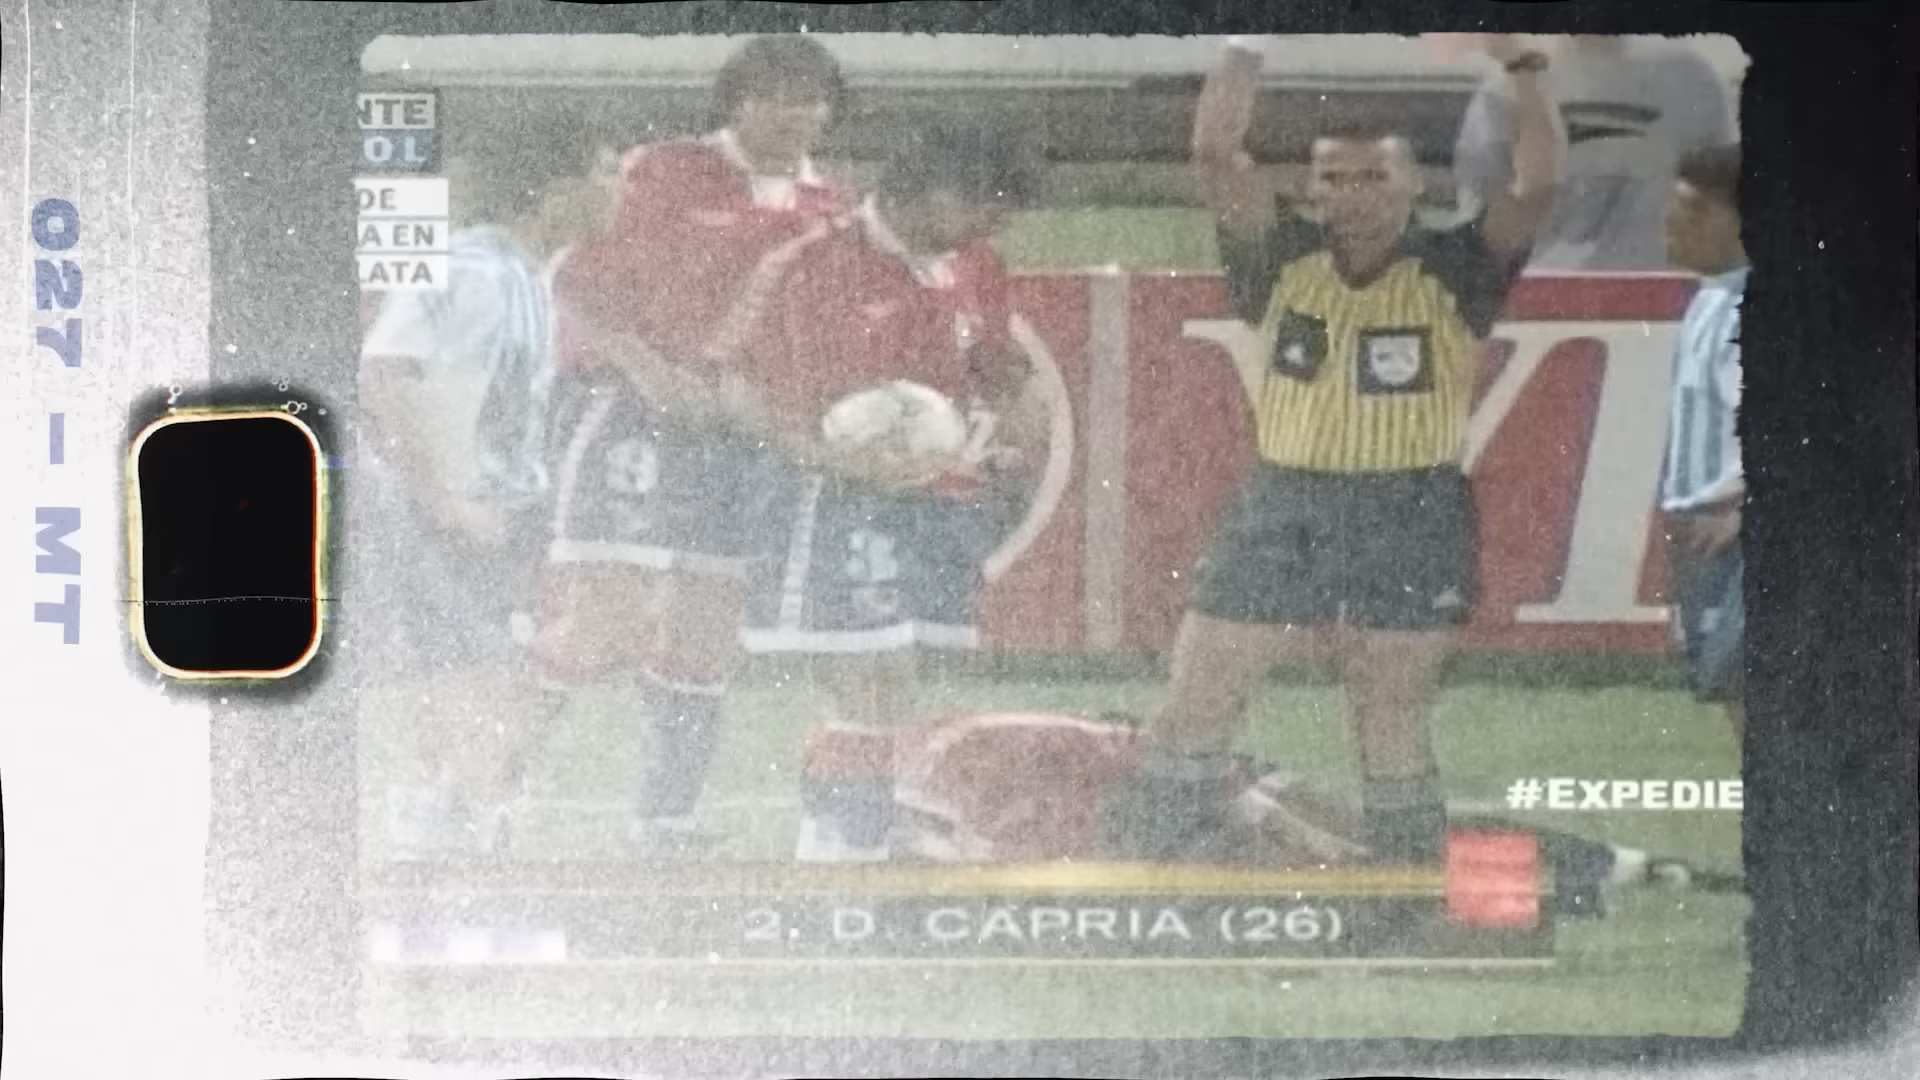 NTE
OL
DE
A EN
LATA
027 – MT
#EXPEDIE
2. D. CAPRIA (26)